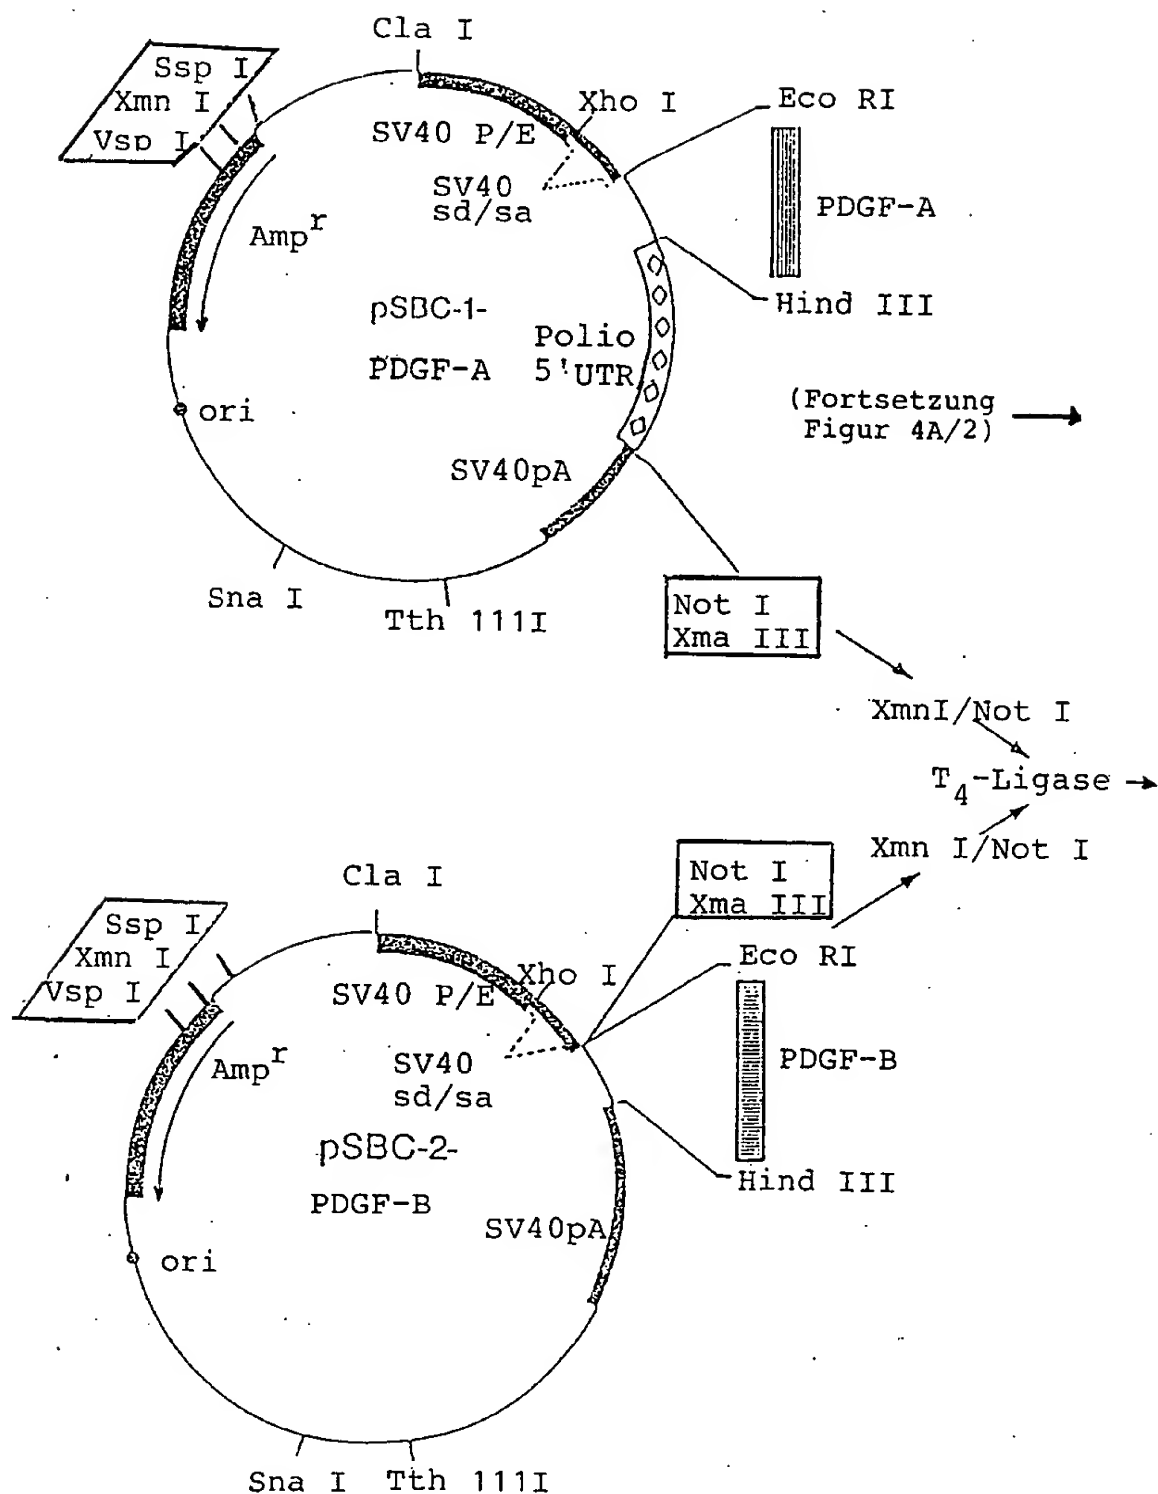 Cla I
Ssp I
Xmn I
Vsp I
Xho I
Eco RI
SV40 P/E
SV40
sd/sa
PDGF-A
Amp^r
Hind III
pSBC-1-
PDGF-A
Polio
5'UTR
(Fortsetzung
Figur 4A/2)
ori
SV40pA
Sna I
Tth 111I
Not I
Xma III
XmnI/Not I
T4-Ligase
Xmn I/Not I
Not I
Xma III
Cla I
Ssp I
Xmn I
Vsp I
Xho I
Eco RI
SV40 P/E
SV40
sd/sa
PDGF-B
Amp^r
pSBC-2-
PDGF-B
Hind III
SV40pA
ori
Sna I
Tth 111I